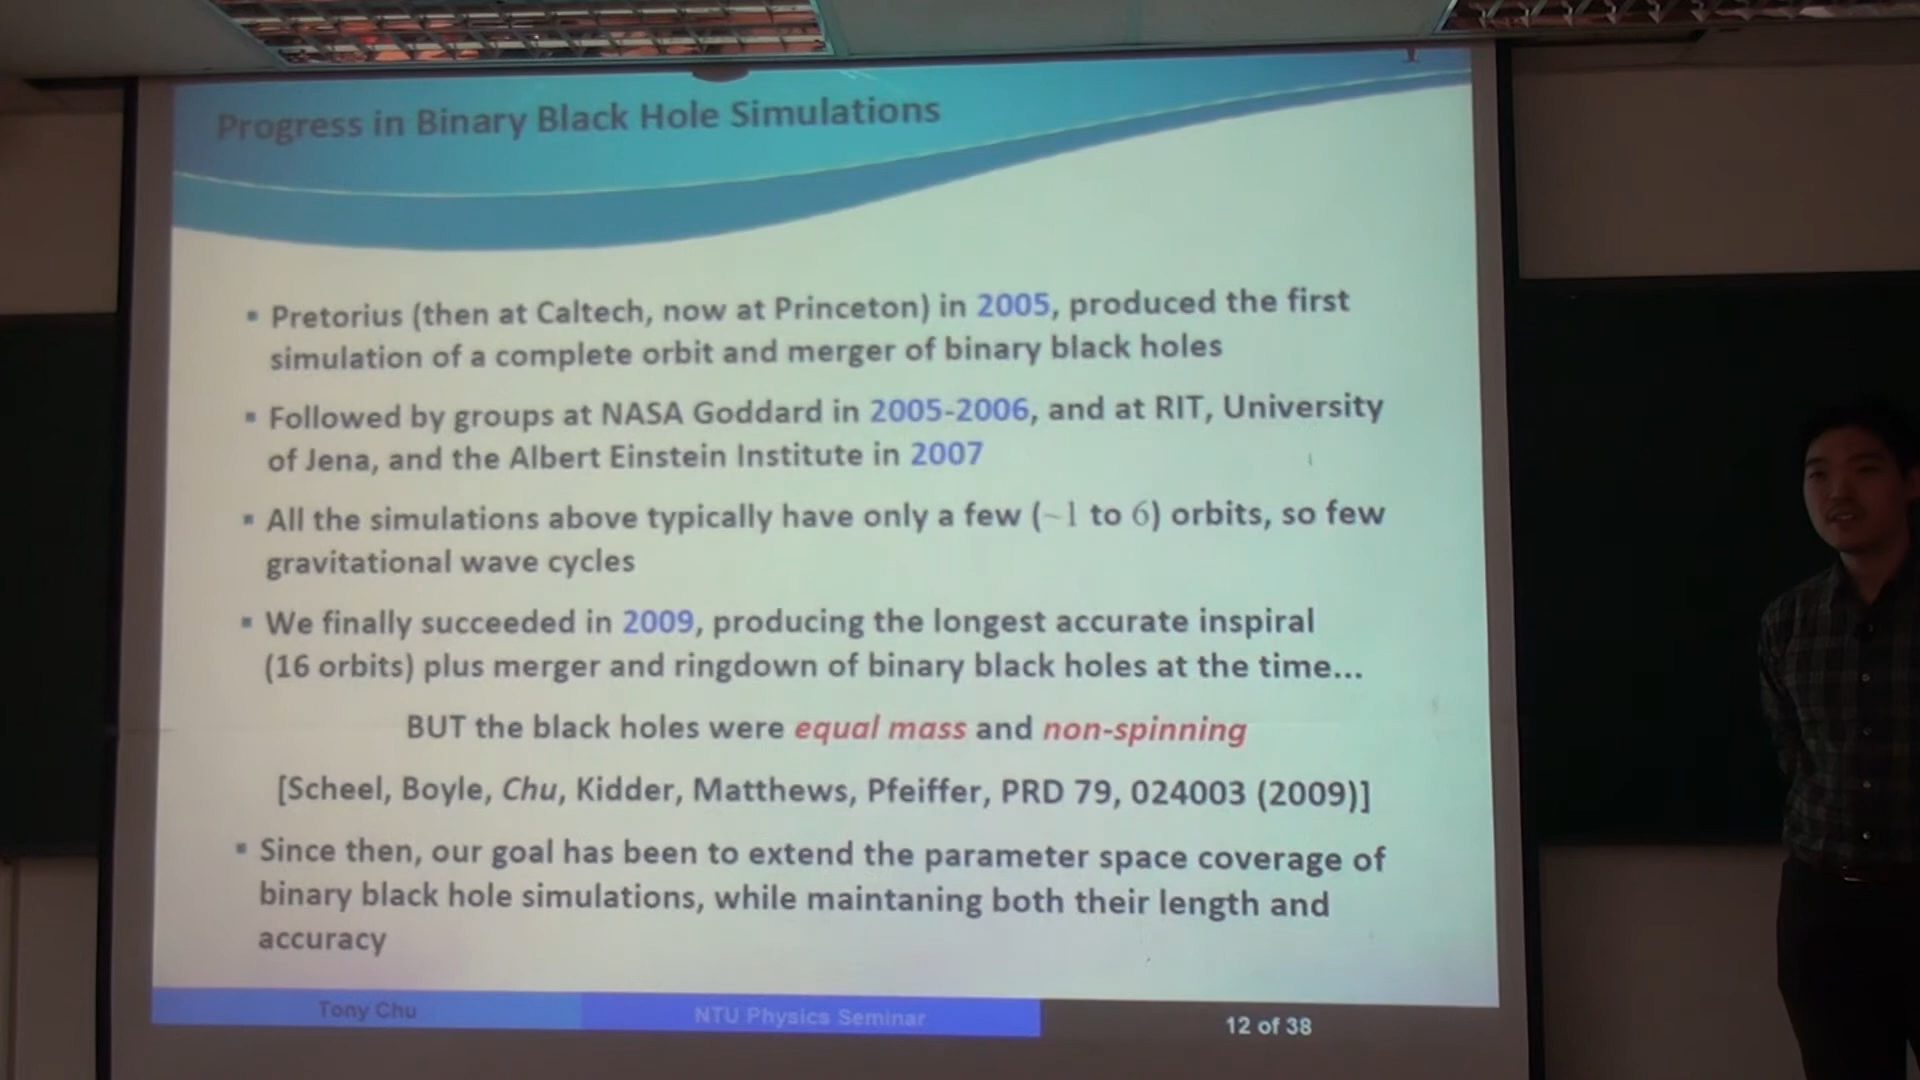 Progress in Binary Black Hole Simulations
▪ Pretorius (then at Caltech, now at Princeton) in 2005, produced the first
simulation of a complete orbit and merger of binary black holes
▪ Followed by groups at NASA Goddard in 2005-2006, and at RIT, University
of Jena, and the Albert Einstein Institute in 2007
▪ All the simulations above typically have only a few (~1 to 6) orbits, so few
gravitational wave cycles
▪ We finally succeeded in 2009, producing the longest accurate inspiral
(16 orbits) plus merger and ringdown of binary black holes at the time...
BUT the black holes were equal mass and non-spinning
[Scheel, Boyle, Chu, Kidder, Matthews, Pfeiffer, PRD 79, 024003 (2009)]
▪ Since then, our goal has been to extend the parameter space coverage of
binary black hole simulations, while maintaning both their length and
accuracy
Tony Chu
NTU Physics Seminar
12 of 38